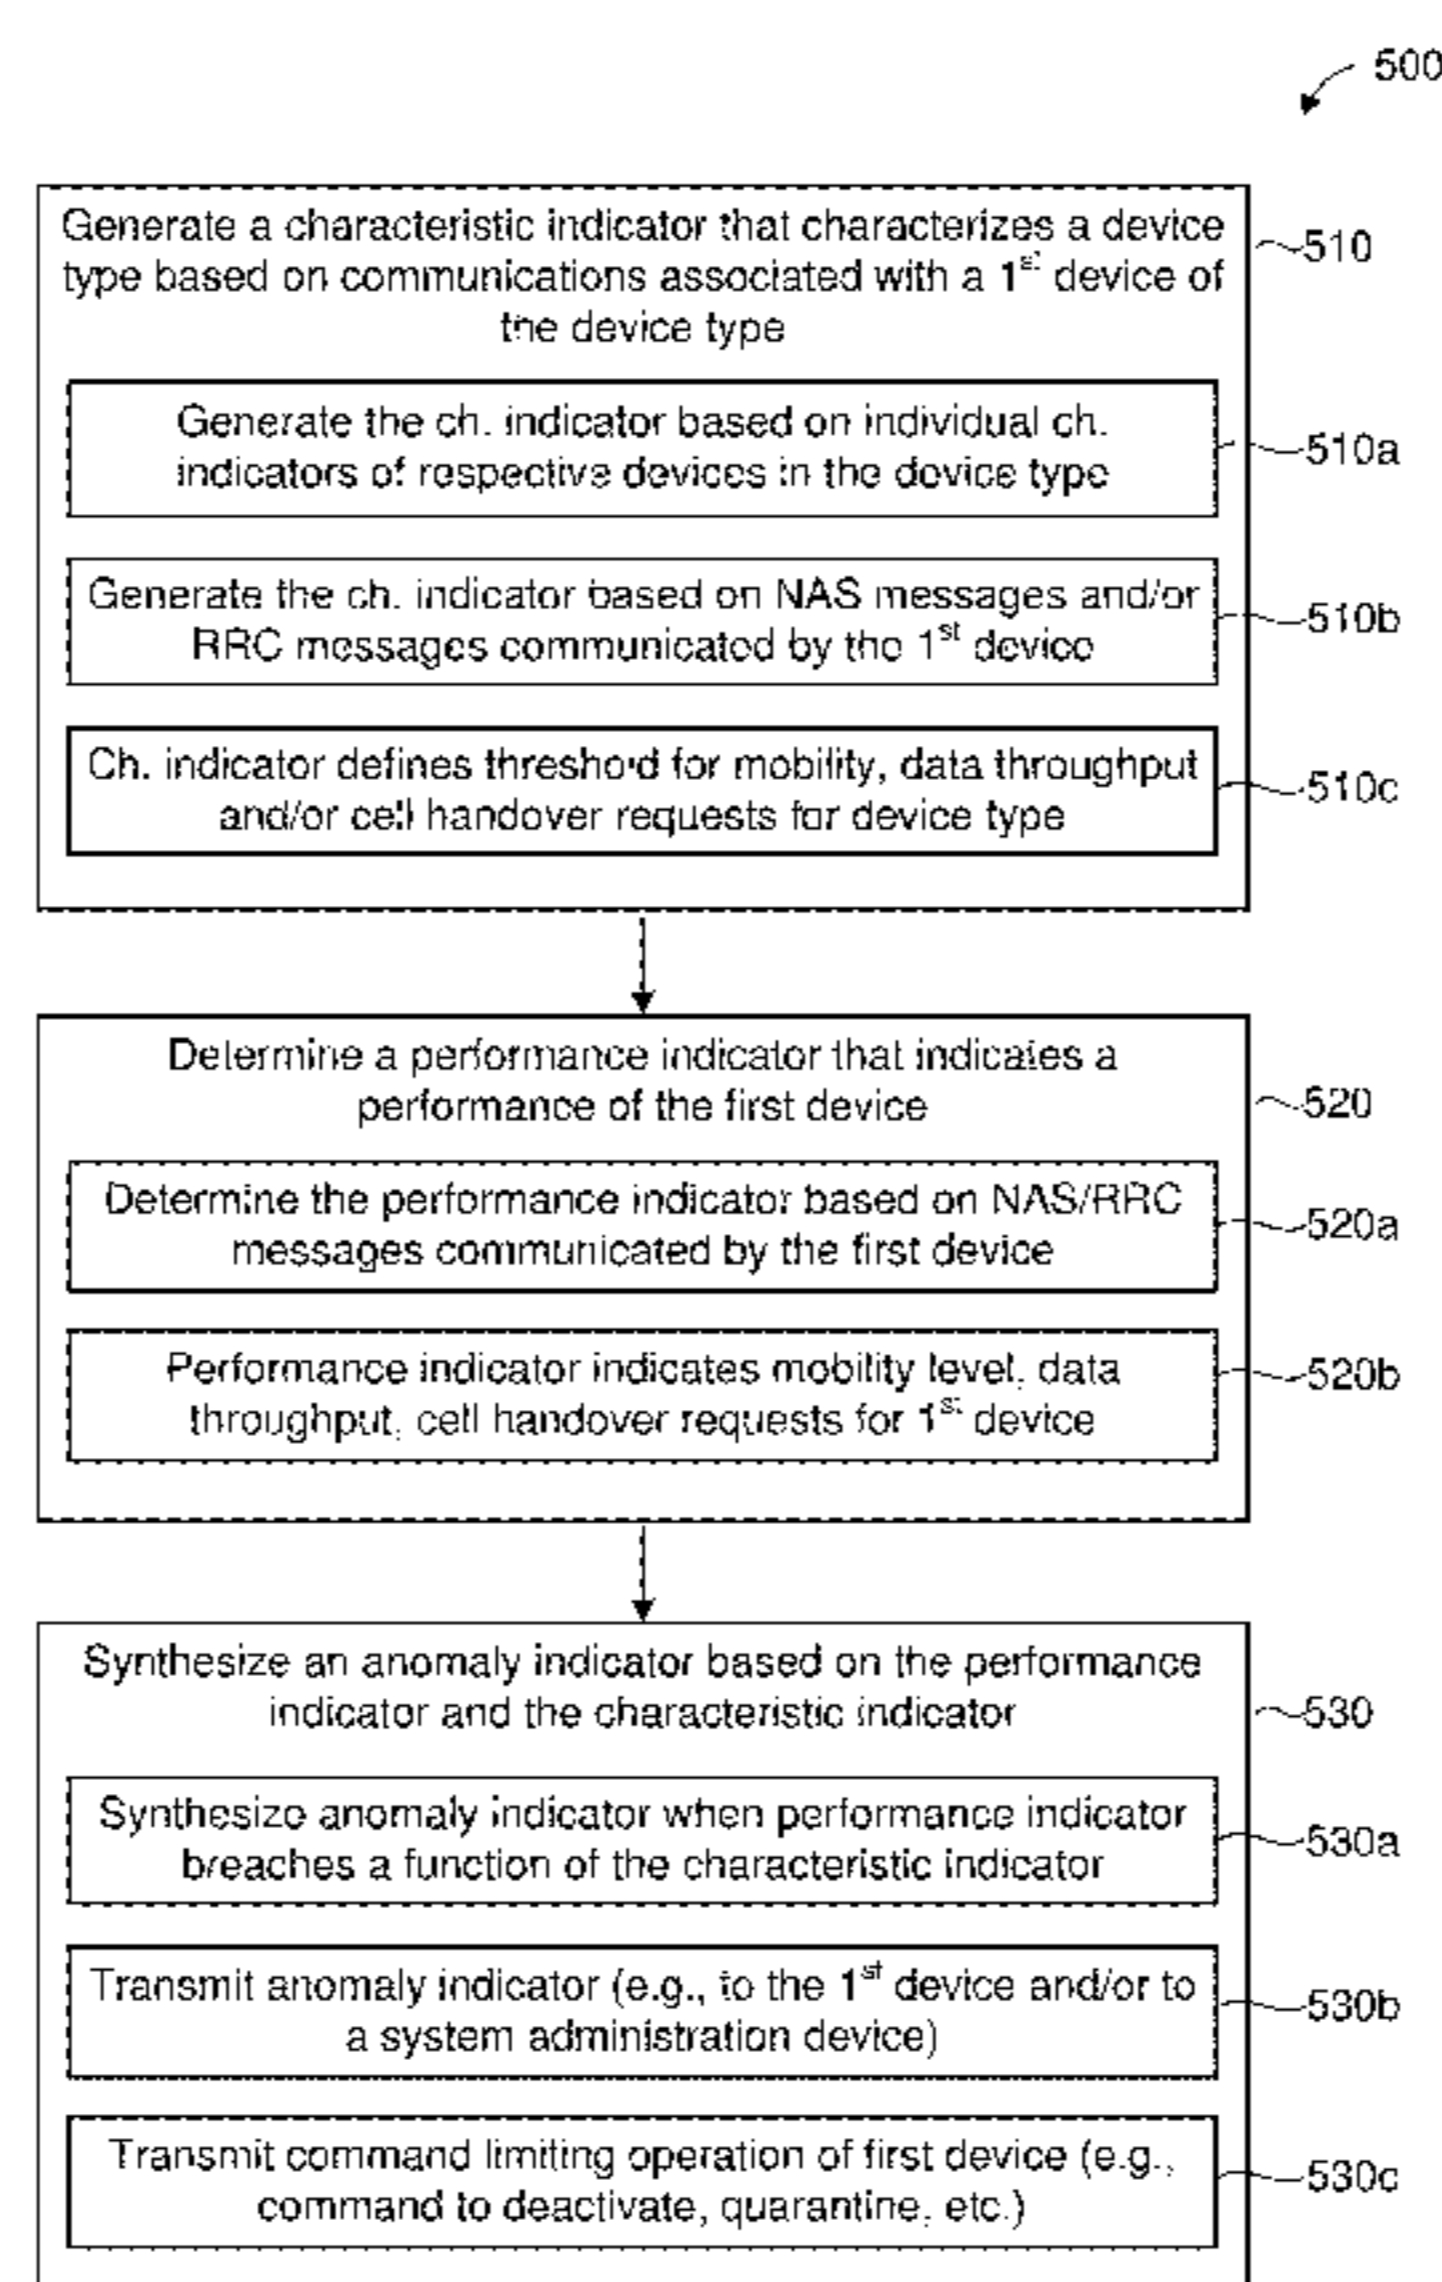 500
Generate a characteristic indicator that characterizes a device
type based on communications associated with a 1st device of
the device type
510
Generate the ch. indicator based on individual ch.
indicators of respective devices in the device type
510a
Generate the ch. indicator based on NAS messages and/or
RRC messages communicated by the 1st device
510b
Ch. indicator defines threshold for mobility, data throughput
and/or cell handover requests for device type
510c
Determine a performance indicator that indicates a
performance of the first device
520
Determine the performance indicator based on NAS/RRC
messages communicated by the first device
520a
Performance indicator indicates mobility level, data
throughput, cell handover requests for 1st device
520b
Synthesize an anomaly indicator based on the performance
indicator and the characteristic indicator
530
Synthesize anomaly indicator when performance indicator
breaches a function of the characteristic indicator
530a
Transmit anomaly indicator (e.g., to the 1st device and/or to
a system administration device)
530b
Transmit command limiting operation of first device (e.g.,
command to deactivate, quarantine, etc.)
530c